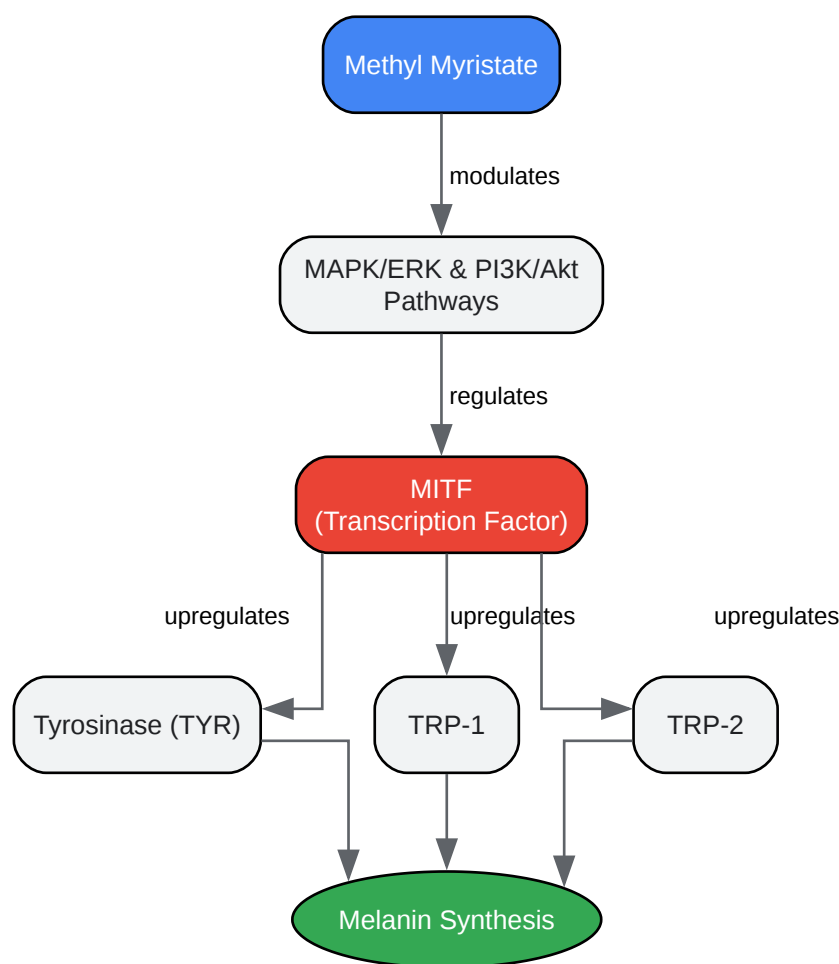 Methyl Myristate
modulates
MAPK/ERK & PI3K/Akt
Pathways
regulates
MITF
(Transcription Factor)
upregulates
upregulates
upregulates
Tyrosinase (TYR)
TRP-1
TRP-2
Melanin Synthesis